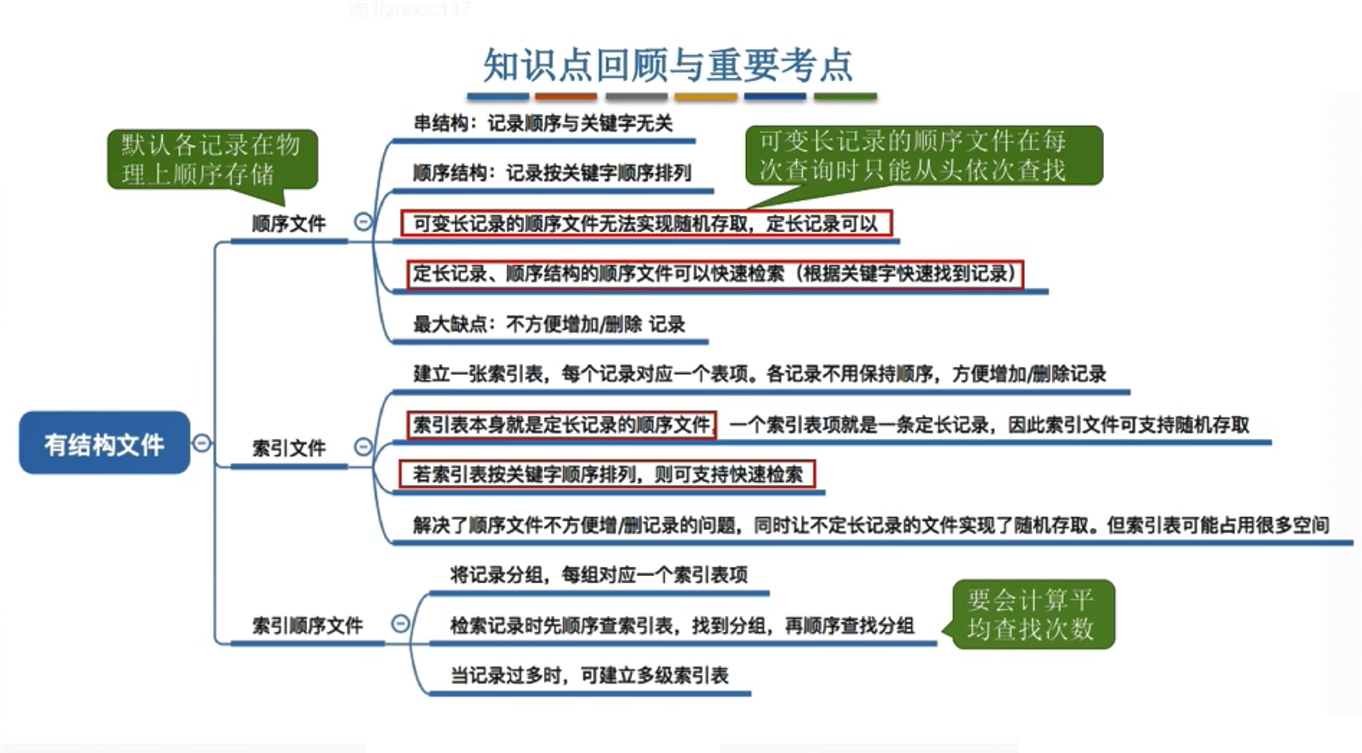 南北mooc147
知识点回顾与重要考点
默认各记录在物
理上顺序存储
可变长记录的顺序文件在每
次查询时只能从头依次查找
有结构文件
顺序文件
串结构：记录顺序与关键字无关
顺序结构：记录按关键字顺序排列
可变长记录的顺序文件无法实现随机存取，定长记录可以
定长记录、顺序结构的顺序文件可以快速检索（根据关键字快速找到记录）
最大缺点：不方便增加/删除 记录
索引文件
建立一张索引表，每个记录对应一个表项。各记录不用保持顺序，方便增加/删除记录
索引表本身就是定长记录的顺序文件，一个索引表项就是一条定长记录，因此索引文件可支持随机存取
若索引表按关键字顺序排列，则可支持快速检索
解决了顺序文件不方便增/删记录的问题，同时让不定长记录的文件实现了随机存取。但索引表可能占用很多空间
索引顺序文件
将记录分组，每组对应一个索引表项
检索记录时先顺序查索引表，找到分组，再顺序查找分组
当记录过多时，可建立多级索引表
要会计算平
均查找次数